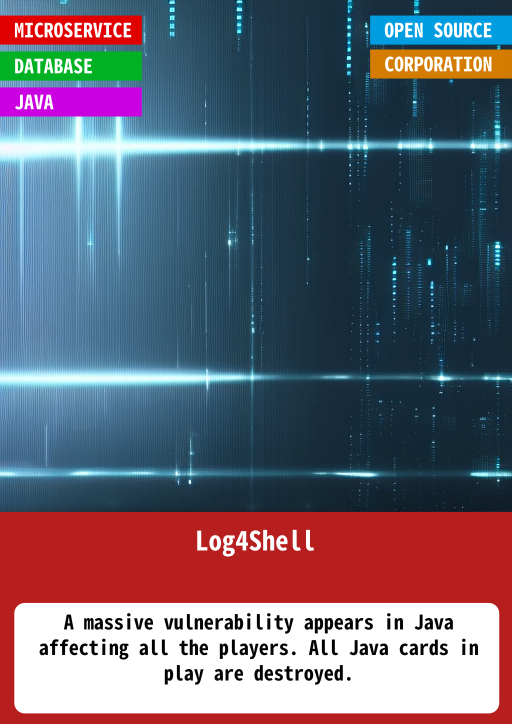 MICROSERVICE
OPEN SOURCE
DATABASE
CORPORATION
JAVA
Log4Shell
A massive vulnerability appears in Java
affecting all the players. All Java cards in
play are destroyed.